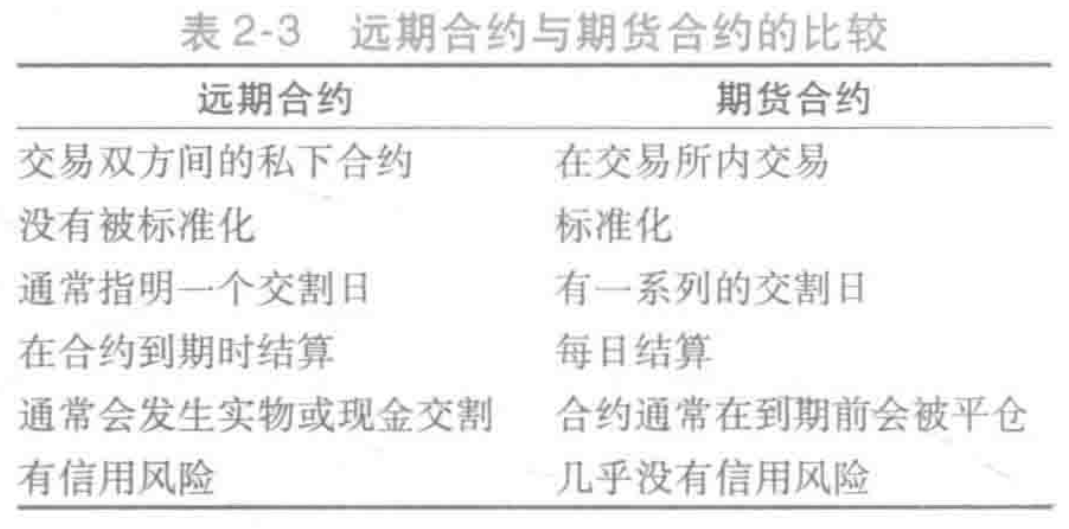 表 2-3 远期合约与期货合约的比较
远期合约 期货合约
交易双方间的私下合约 在交易所内交易
没有被标准化 标准化
通常指明一个交割日 有一系列的交割日
在合约到期时结算 每日结算
通常会发生实物或现金交割 合约通常在到期前会被平仓
有信用风险 几乎没有信用风险